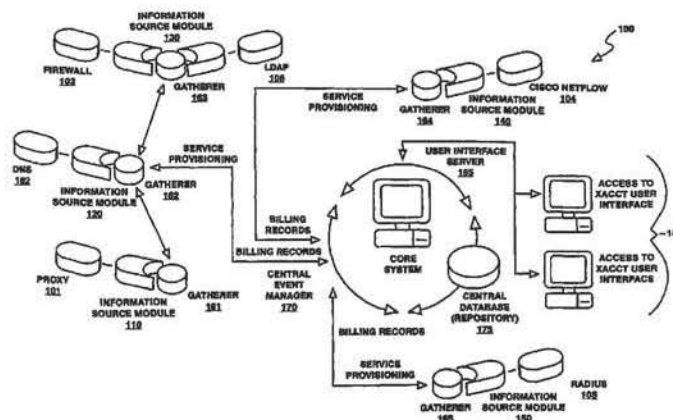 INFORMATION
SOURCE MODULE
130
100
FIREWALL
103
GATHERER
163
LDAP
106
CISCO NETFLOW
104
SERVICE
PROVISIONING
GATHERER
164
INFORMATION
SOURCE MODULE
140
DNS
102
SERVICE
PROVISIONING
INFORMATION
SOURCE MODULE
120
GATHERER
162
USER INTERFACE
SERVER
185
ACCESS TO
XACCT USER
INTERFACE
BILLING
RECORDS
BILLING RECORDS
CORE
SYSTEM
ACCESS TO
XACCT USER
INTERFACE
PROXY
101
INFORMATION
SOURCE MODULE
110
GATHERER
161
CENTRAL
EVENT
MANAGER
170
CENTRAL
DATABASE
(REPOSITORY)
175
BILLING RECORDS
SERVICE
PROVISIONING
RADIUS
GATHERER
165
INFORMATION
SOURCE MODULE
150